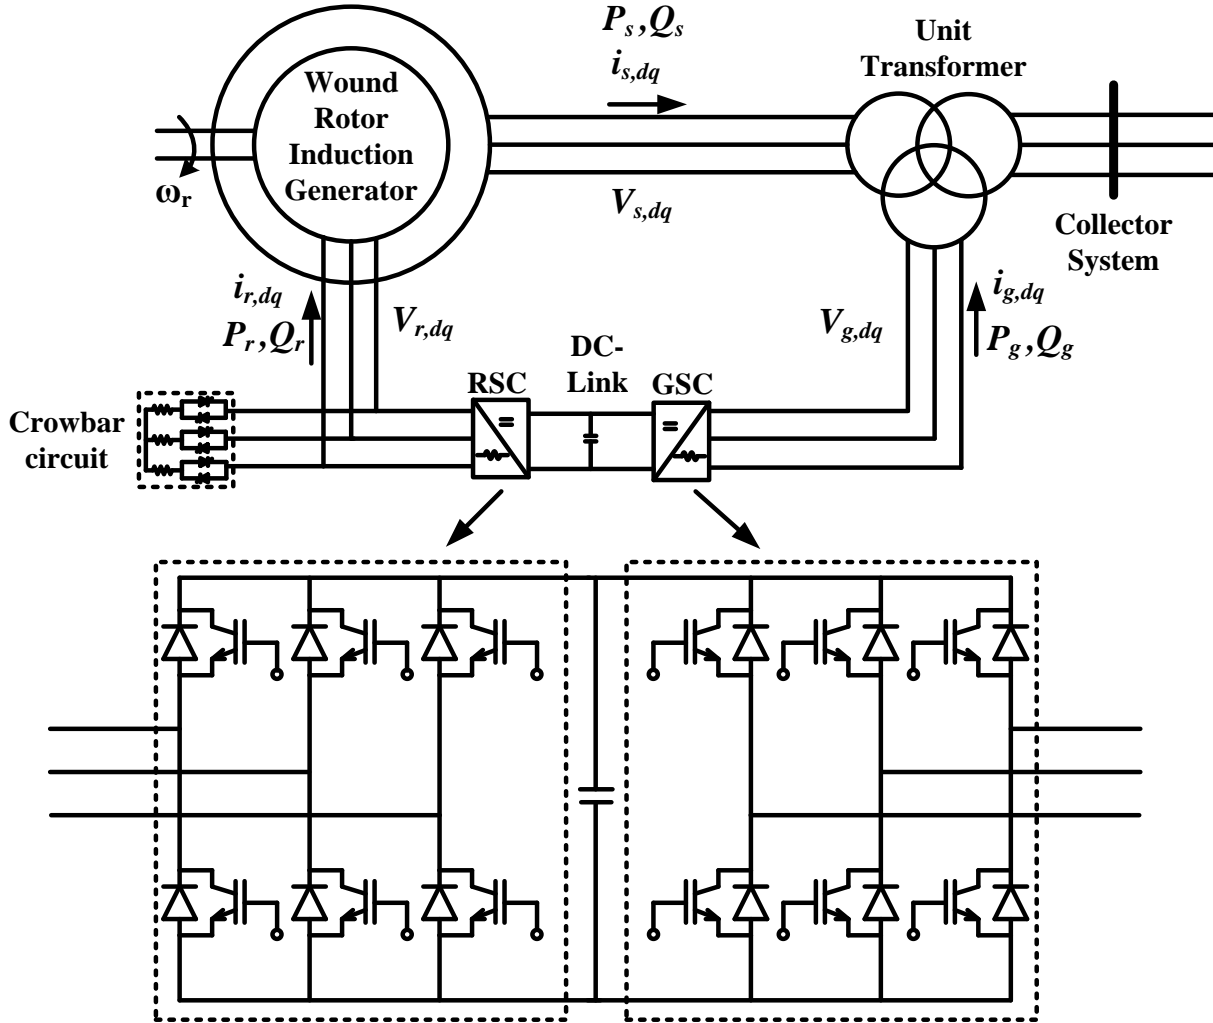 P_s,Q_s
i_s,dq
Unit
Transformer
Wound
Rotor
Induction
Generator
ω_r
V_s,dq
Collector
System
i_r,dq
P_r,Q_r
V_r,dq
i_g,dq
V_g,dq
P_g,Q_g
DC-
Link
RSC
GSC
Crowbar
circuit